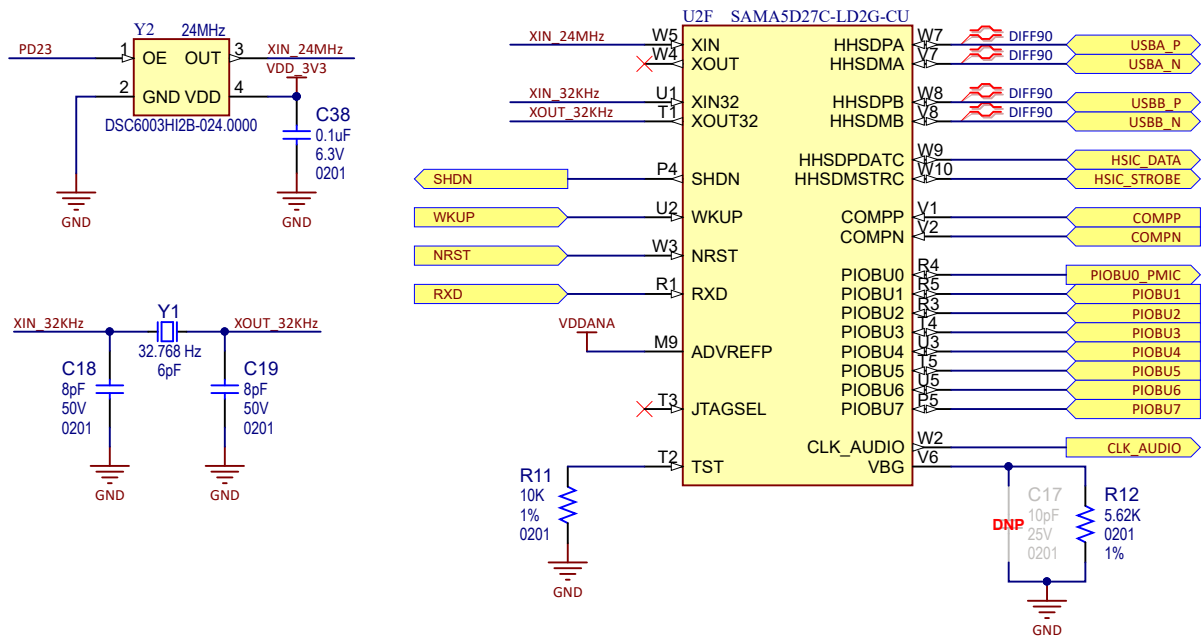 Y2
24MHz
PD23
1
OE
OUT
3
XIN_24MHz
VDD_3V3
2
GND
VDD
4
DSC6003HI2B-024.0000
C38
0.1uF
6.3V
0201
GND
GND
XIN_32KHz
Y1
XOUT_32KHz
32.768 Hz
6pF
C18
8pF
50V
0201
C19
8pF
50V
0201
GND
GND
U2F
SAMA5D27C-LD2G-CU
XIN_24MHz
W5
XIN
W4
XOUT
XIN_32KHz
U1
XIN32
XOUT_32KHz
T1
XOUT32
SHDN
P4
SHDN
WKUP
U2
WKUP
NRST
W3
NRST
RXD
R1
RXD
VDDANA
M9
ADVREFP
T3
JTAGSEL
T2
TST
R11
10K
1%
0201
GND
HHSDPA
W7
DIFF90
USBA_P
HHSDMA
V7
DIFF90
USBA_N
HHSDPB
W8
DIFF90
USBB_P
HHSDMB
V8
DIFF90
USBB_N
HHSDPDATC
W9
HSIC_DATA
HHSDMSTRC
W10
HSIC_STROBE
COMPP
V1
COMPP
COMPN
V2
COMPN
PIOBU0
R4
PIOBU0_PMIC
PIOBU1
R5
PIOBU1
PIOBU2
R3
PIOBU2
PIOBU3
T4
PIOBU3
PIOBU4
U3
PIOBU4
PIOBU5
T5
PIOBU5
PIOBU6
U5
PIOBU6
PIOBU7
P5
PIOBU7
CLK_AUDIO
W2
CLK_AUDIO
VBG
V6
C17
10pF
DNP
25V
0201
R12
5.62K
0201
1%
GND